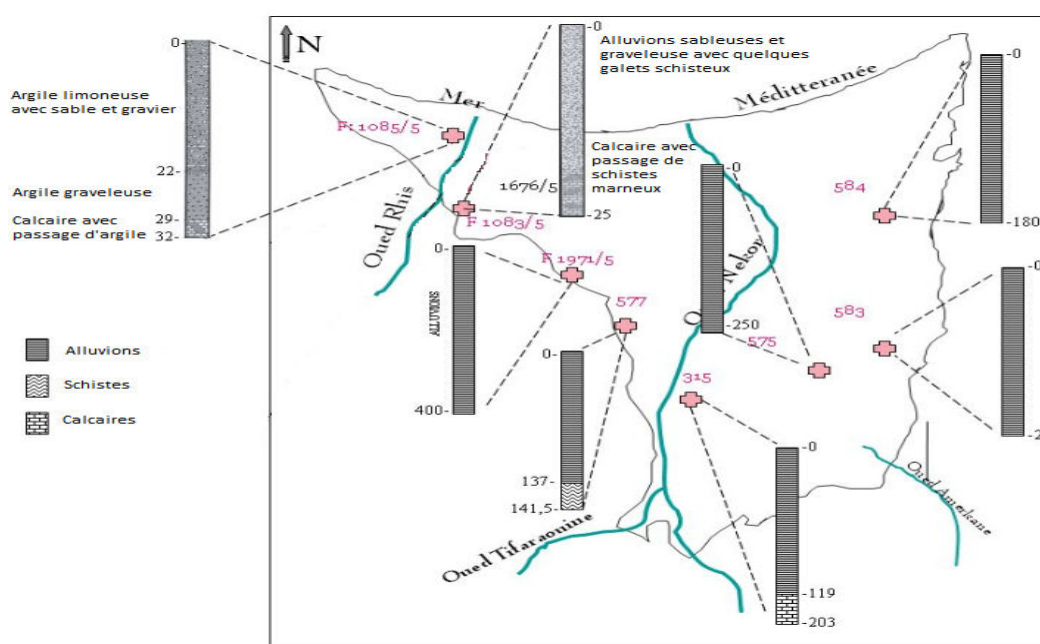 0-
Argile limoneuse
avec sable et gravier
22-
Argile graveleuse
29-
Calcaire avec
passage d'argile
32-
Alluvions
Schistes
Calcaires
N
Mer
Méditteranée
-0
Alluvions sableuses et
graveleuse avec quelques
galets schisteux
Calcaire avec
passage de
schistes
marneux
-25
F: 1085/5
1676/5
F 1083/5
Oued Rhis
F 1971/5
0-
ALLUVIONS
400-
577
0-
137-
141,5-
Nekor
-0
-250
575
584
-0
-180
583
-0
315
-0
-119
-203
Oued Tifaraouine
Oued Amerkane